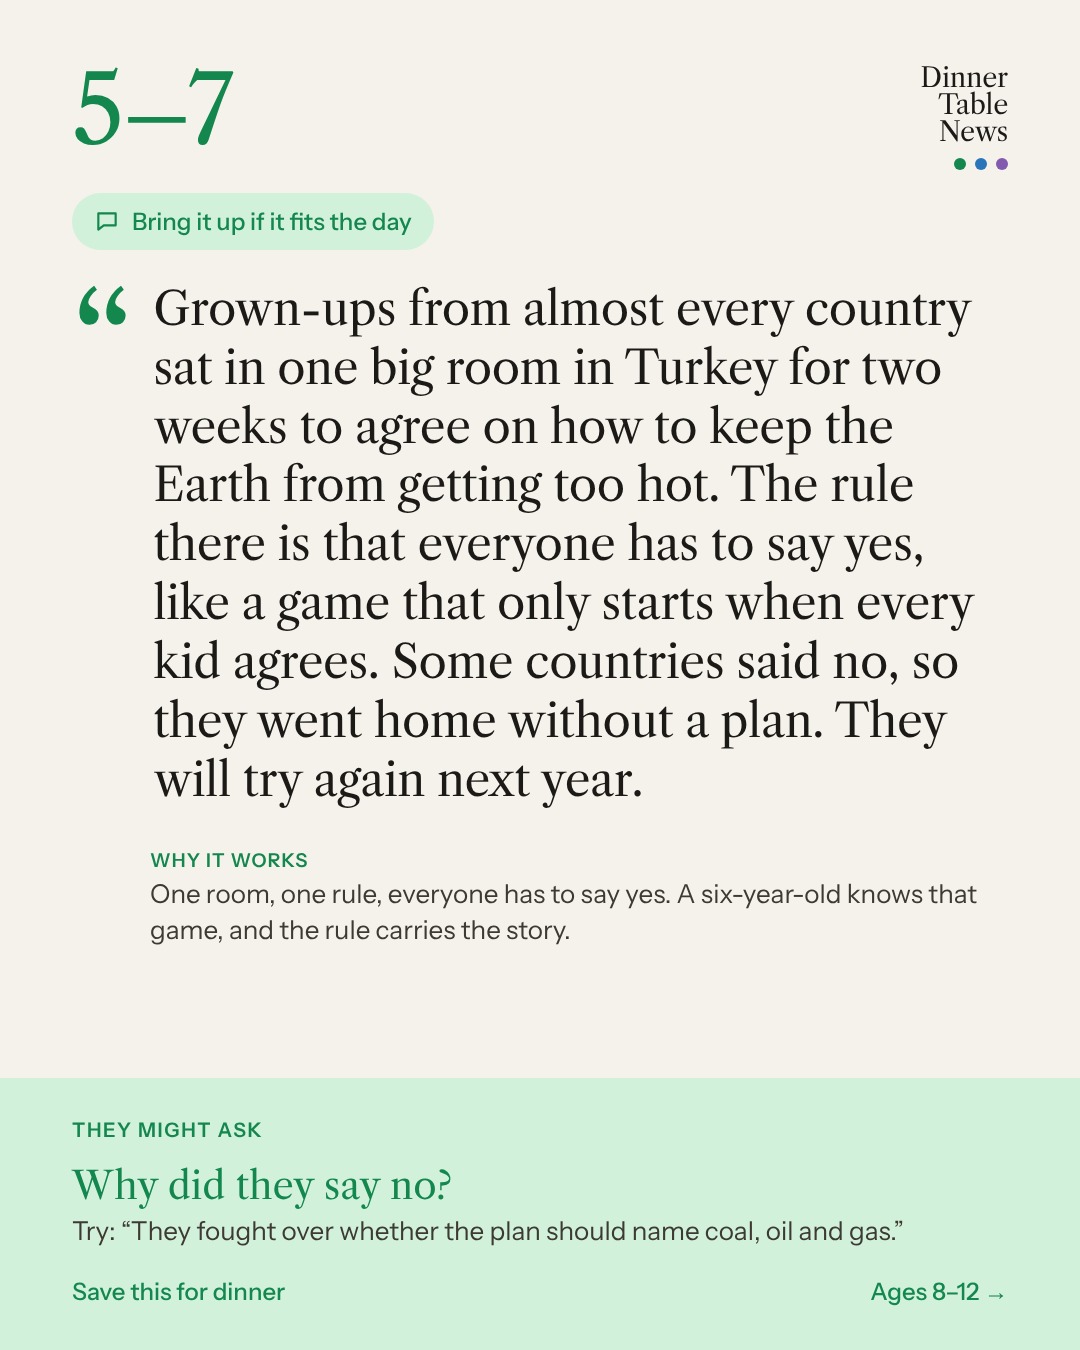 5–7
Dinner
Table
News
Bring it up if it fits the day
“ Grown-ups from almost every country
sat in one big room in Turkey for two
weeks to agree on how to keep the
Earth from getting too hot. The rule
there is that everyone has to say yes,
like a game that only starts when every
kid agrees. Some countries said no, so
they went home without a plan. They
will try again next year.
WHY IT WORKS
One room, one rule, everyone has to say yes. A six-year-old knows that
game, and the rule carries the story.
THEY MIGHT ASK
Why did they say no?
Try: “They fought over whether the plan should name coal, oil and gas.”
Save this for dinner
Ages 8–12 →